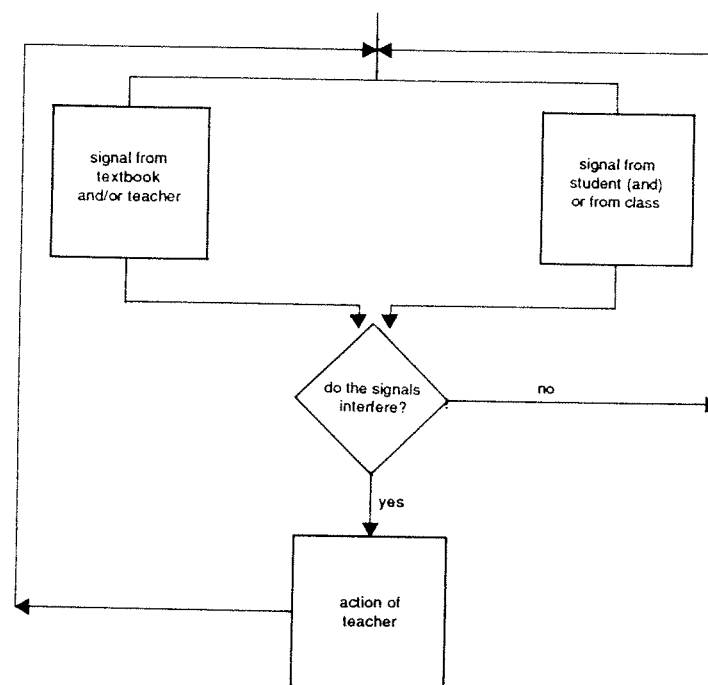 signal from
textbook
and/or teacher
signal from
student (and)
or from class
do the signals
interfere?
no
yes
action of
teacher